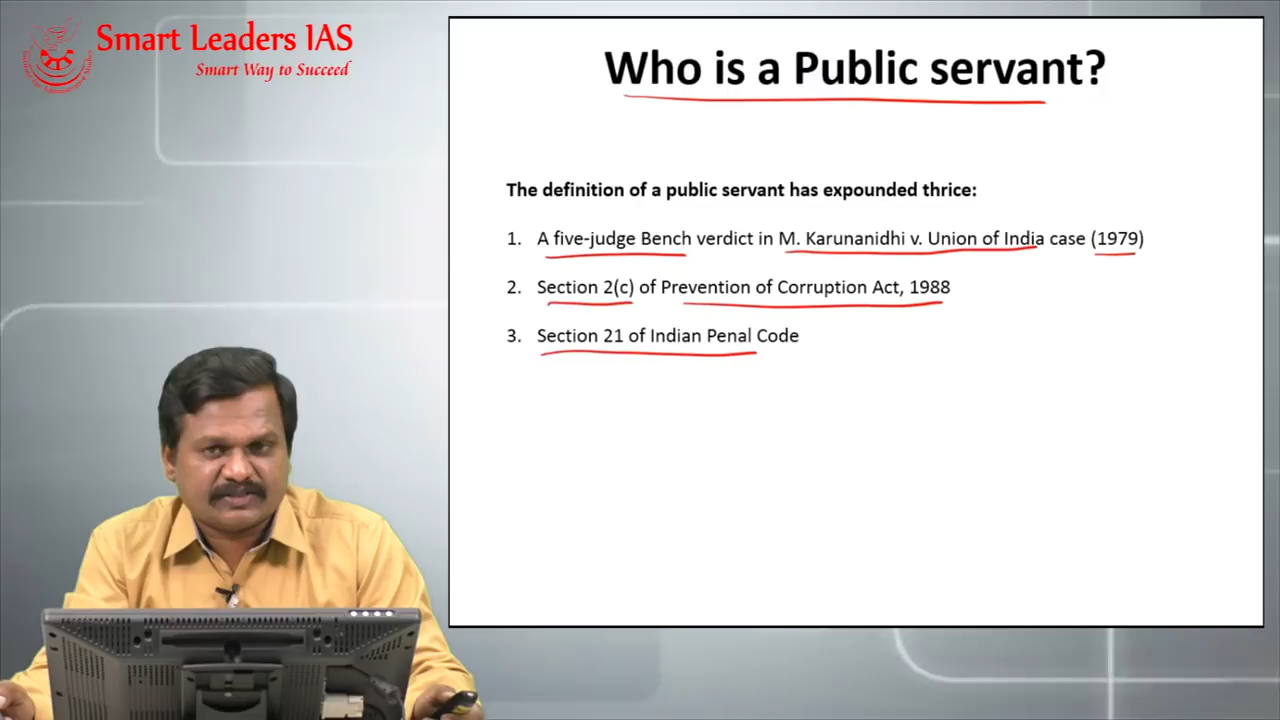 Smart Leaders IAS
Smart Way to Succeed
Who is a Public servant?
The definition of a public servant has expounded thrice:
1. A five-judge Bench verdict in M. Karunanidhi v. Union of India case (1979)
2. Section 2(c) of Prevention of Corruption Act, 1988
3. Section 21 of Indian Penal Code